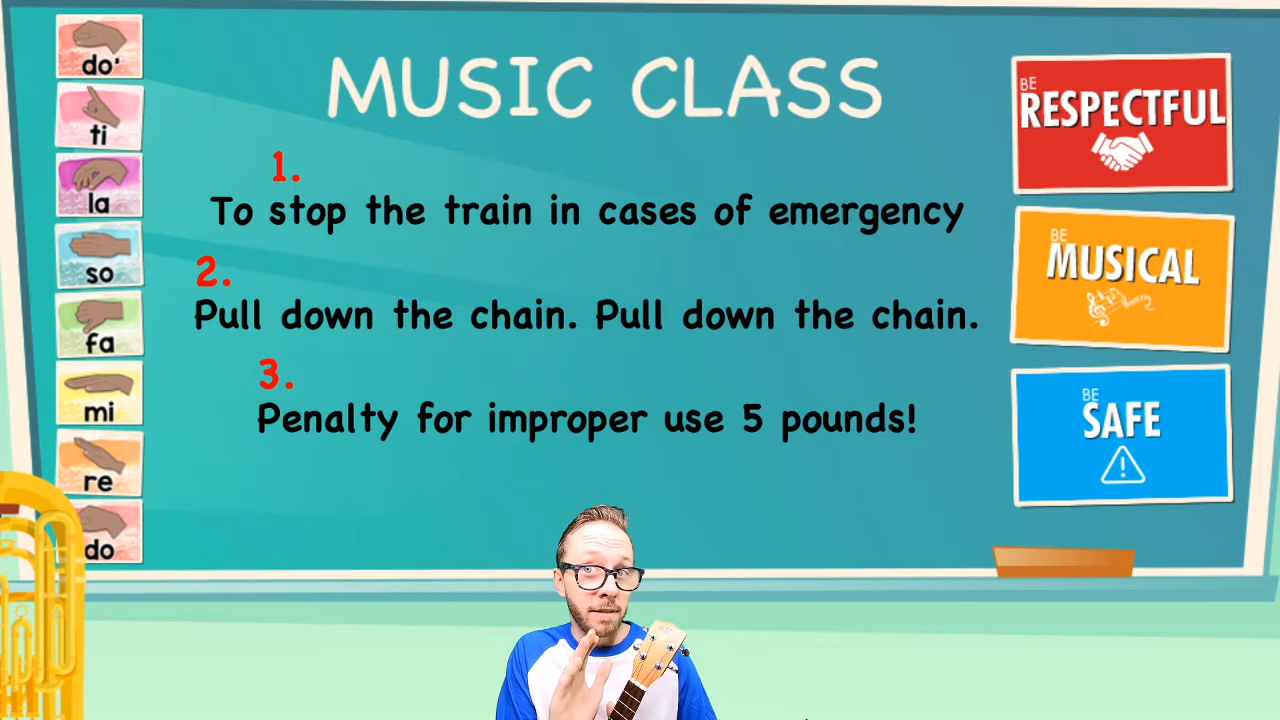 MUSIC CLASS
1.
To stop the train in cases of emergency
2.
Pull down the chain. Pull down the chain.
3.
Penalty for improper use 5 pounds!
do'
ti
la
so
fa
mi
re
do
BE
RESPECTFUL
BE
MUSICAL
BE
SAFE